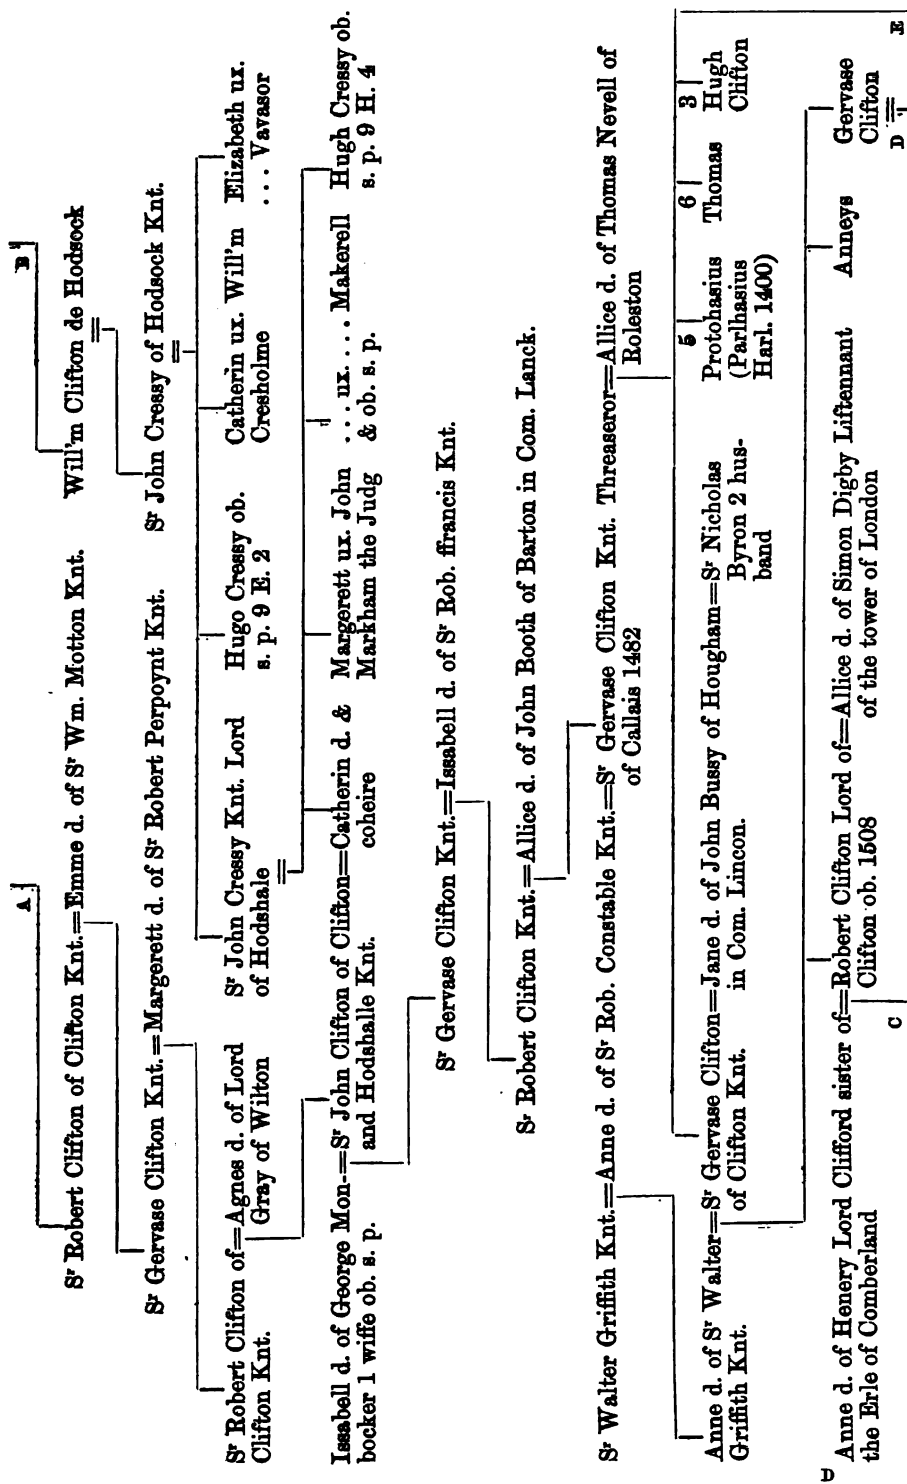 A
B
Sʳ Robert Clifton of Clifton Knt.=Emme d. of Sʳ Wm. Motton Knt.
Will'm Clifton de Hodsock
Sʳ Gervase Clifton Knt.=Margerett d. of Sʳ Robert Perpoynt Knt.
Sʳ John Cressy of Hodsock Knt.
Sʳ Robert Clifton of=Agnes d. of Lord
Clifton Knt.
Gray of Wilton
Sʳ John Cressy Knt. Lord
of Hodshale
Hugo Cressy ob.
s. p. 9 E. 2
Catherin ux. Will'm
Cresholme
Elizabeth ux.
... Vavasor
Issabell d. of George Mon-=Sʳ John Clifton of Clifton=Catherin d. &
bocker 1 wiffe ob. s. p.
and Hodshalle Knt.
coheire
Margerett ux. John
Markham the Judg
... ux. ... Makerell
& ob. s. p.
Hugh Cressy ob.
s. p. 9 H. 4
Sʳ Gervase Clifton Knt.=Issabell d. of Sʳ Rob. ffrancis Knt.
Sʳ Robert Clifton Knt.=Allice d. of John Booth of Barton in Com. Lanck.
Sʳ Walter Griffith Knt.=Anne d. of Sʳ Rob. Constable Knt.=Sʳ Gervase Clifton Knt. Threaseror=Allice d. of Thomas Nevell of
of Callais 1482
Roleston
Anne d. of Sʳ Walter=Sʳ Gervase Clifton=Jane d. of John Bussy of Hougham=Sʳ Nicholas
Griffith Knt.
of Clifton Knt.
in Com. Lincon.
Byron 2 hus-
band
5
Protohasius
(Parlhasius
Harl. 1400)
6
Thomas
3
Hugh
Clifton
E
D
Anne d. of Henery Lord Clifford sister of=Robert Clifton Lord of=Allice d. of Simon Digby Liftennant
the Erle of Comberland
Clifton ob. 1508
of the tower of London
Anneys
Gervase
Clifton
D
C